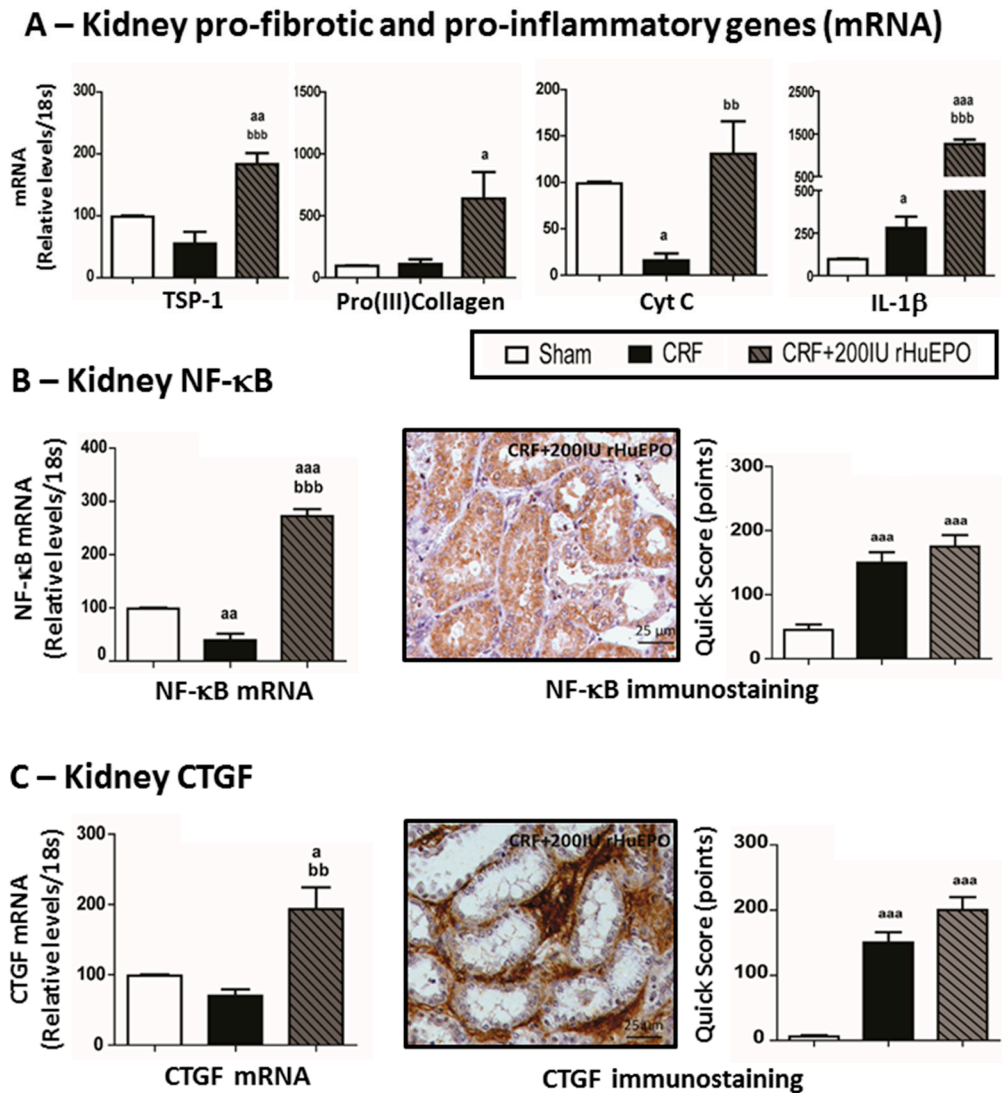 A – Kidney pro-fibrotic and pro-inflammatory genes (mRNA)
mRNA
(Relative levels/18s)
300
200
100
0
aa
bbb
TSP-1
1500
1000
500
0
a
Pro(III)Collagen
200
150
100
50
0
a
bb
Cyt C
2500
1500
500
500
250
0
a
aaa
bbb
IL-1β
Sham CRF CRF+200IU rHuEPO
B – Kidney NF-κB
NF-κB mRNA
(Relative levels/18s)
400
300
200
100
0
aa
aaa
bbb
NF-κB mRNA
CRF+200IU rHuEPO
25 µm
Quick Score (points)
300
200
100
0
aaa
aaa
NF-κB immunostaining
C – Kidney CTGF
CTGF mRNA
(Relative levels/18s)
300
200
100
0
a
bb
CTGF mRNA
CRF+200IU rHuEPO
25µm
Quick Score (points)
300
200
100
0
aaa
aaa
CTGF immunostaining